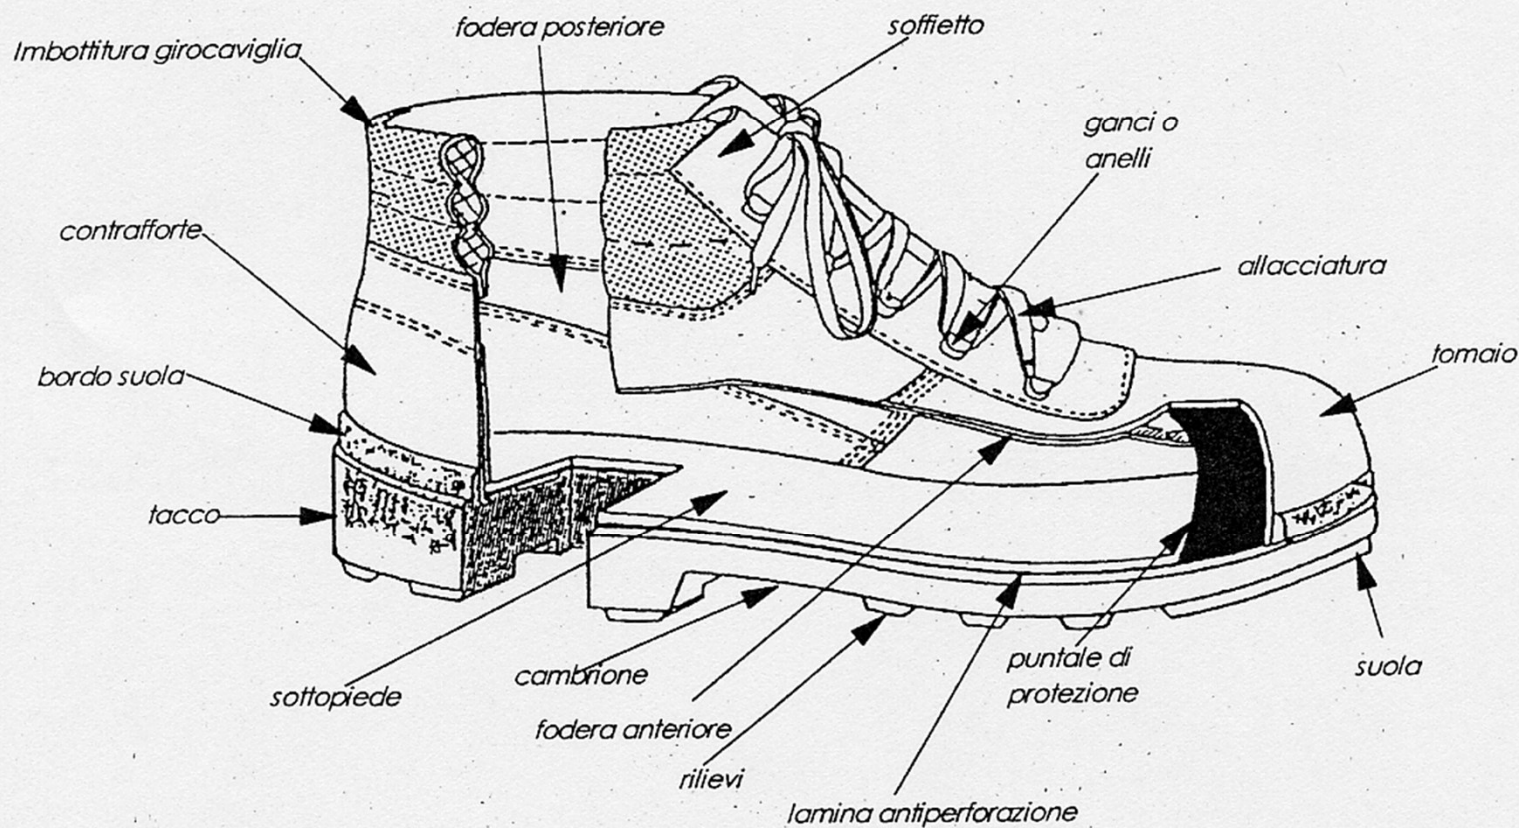 fodera posteriore
soffietto
Imbottitura girocaviglia
ganci o
anelli
contrafforte
allacciatura
tomaio
bordo suola
tacco
puntale di
protezione
suola
cambrione
sottopiede
fodera anteriore
rilievi
lamina antiperforazione